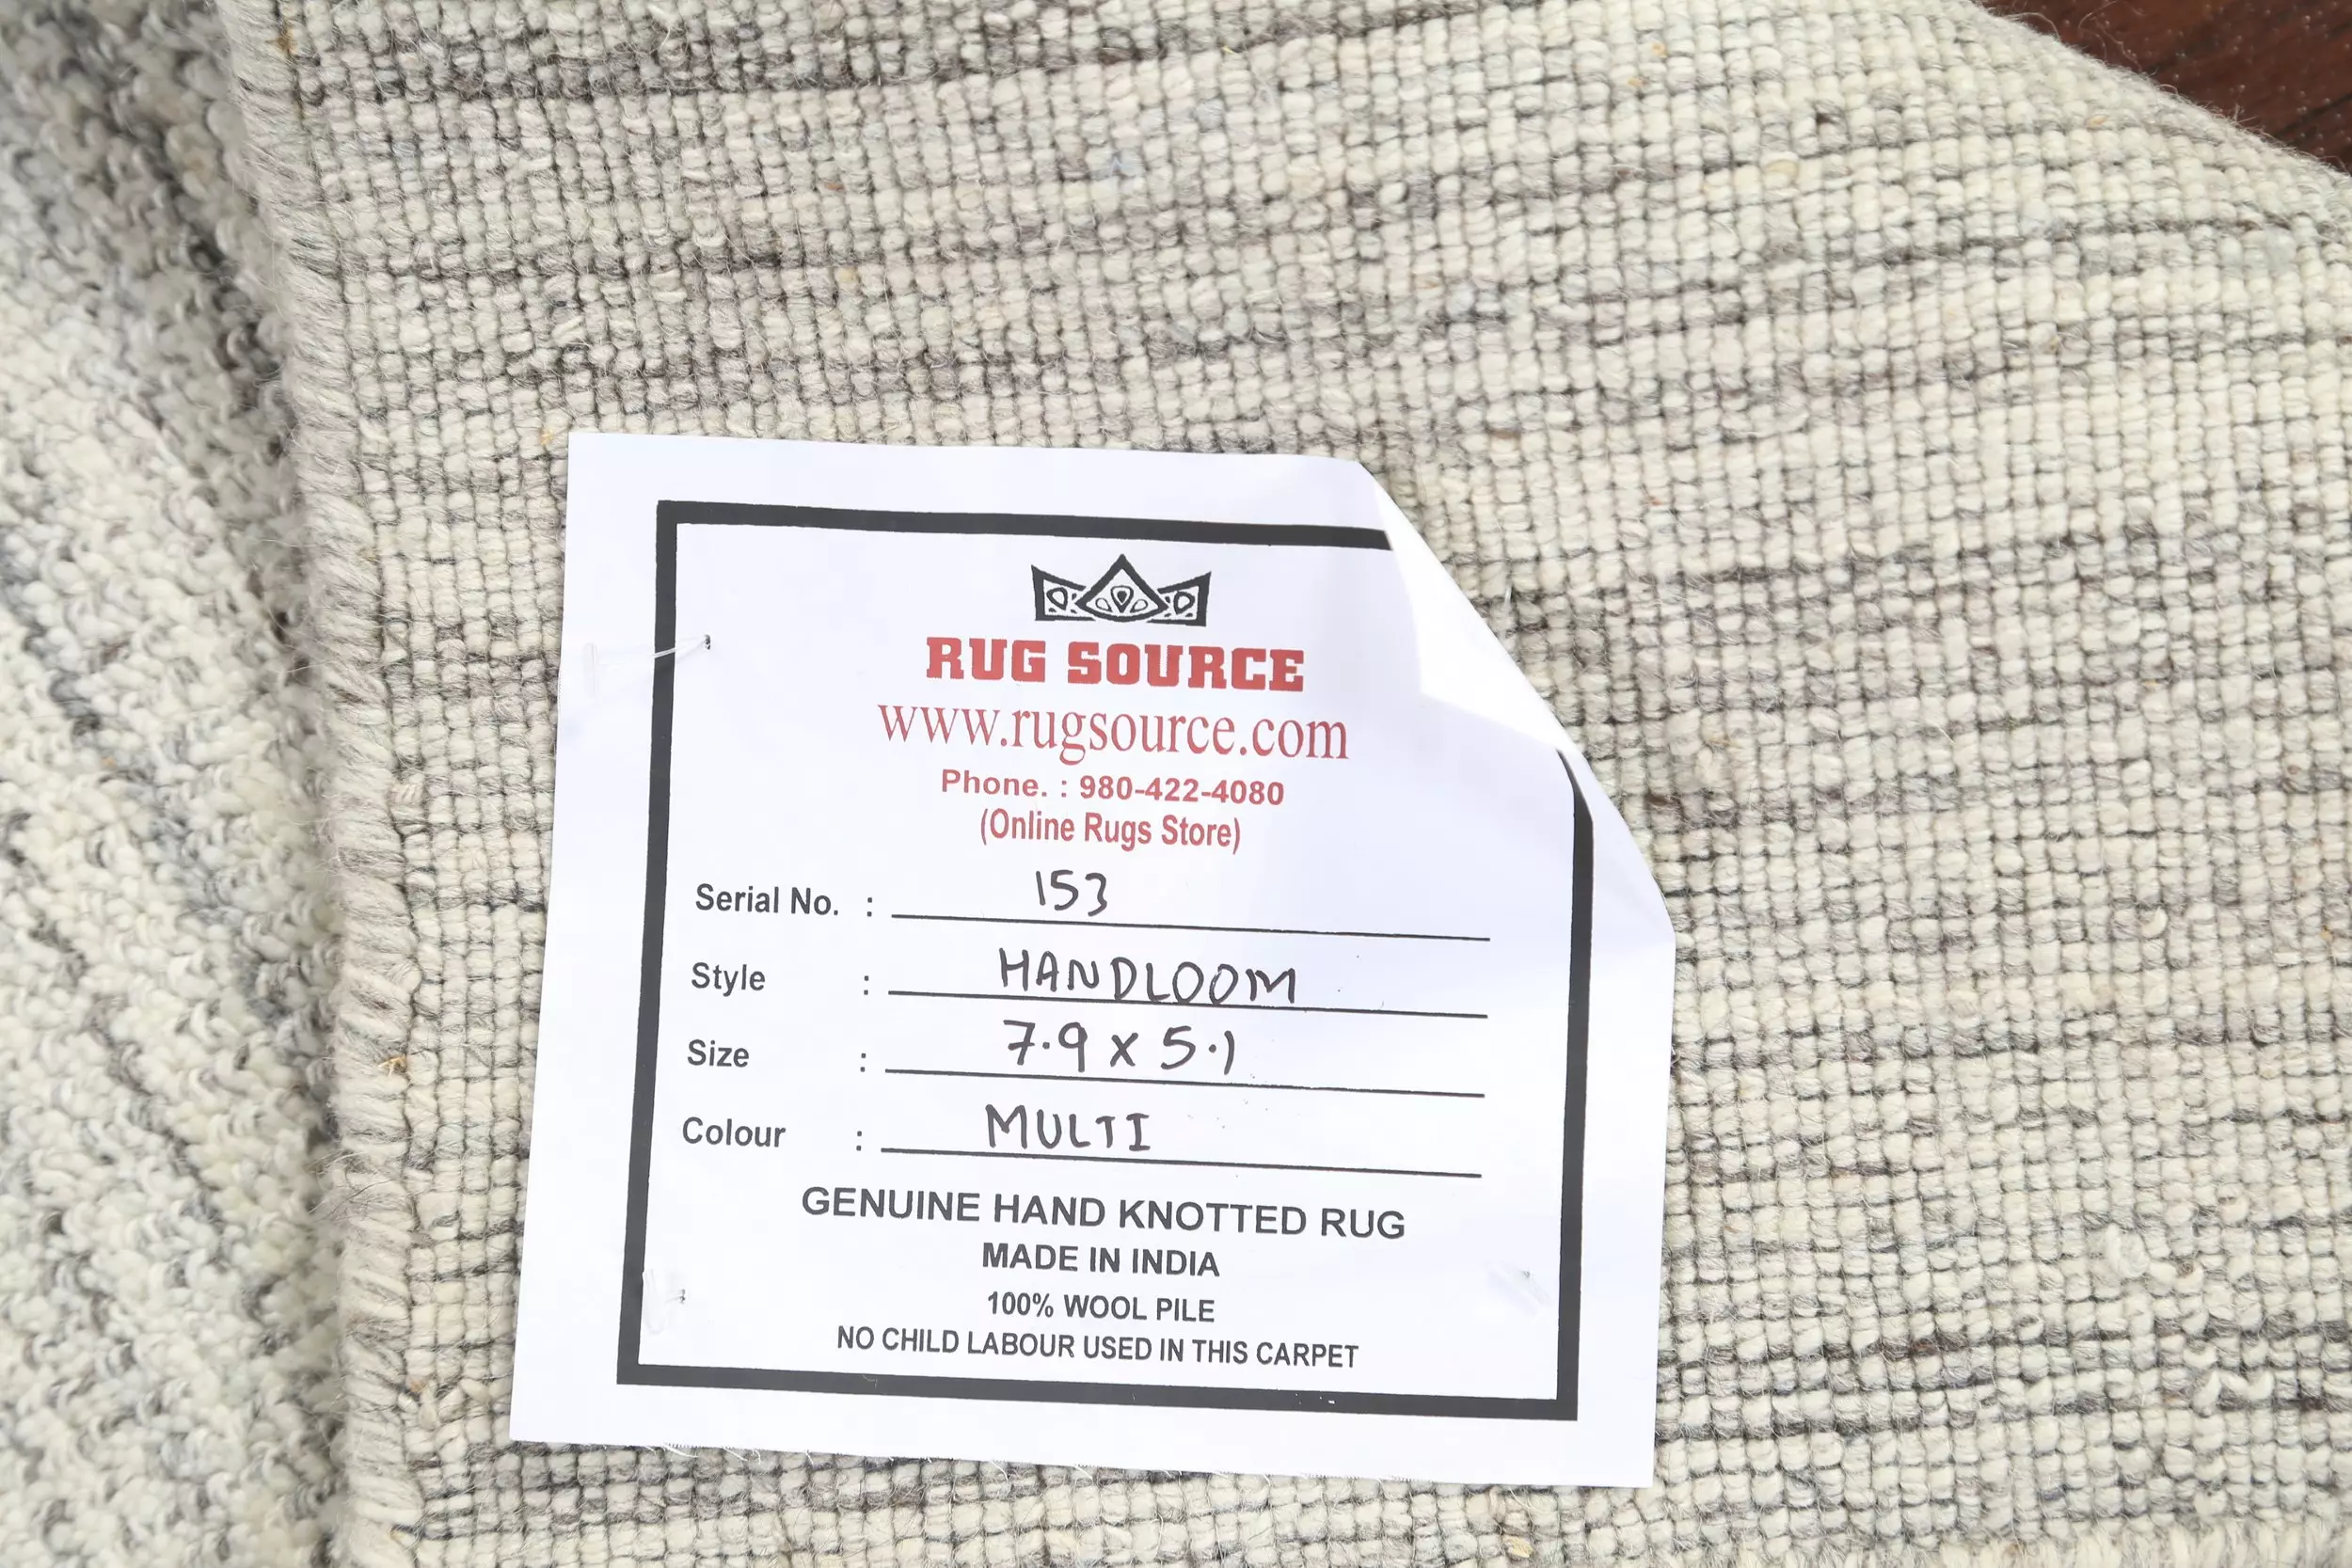 RUG SOURCE
www.rugsource.com
Phone. : 980-422-4080
(Online Rugs Store)
Serial No. : 153
Style : HANDLOOM
Size : 7.9 x 5.1
Colour : MULTI
GENUINE HAND KNOTTED RUG
MADE IN INDIA
100% WOOL PILE
NO CHILD LABOUR USED IN THIS CARPET